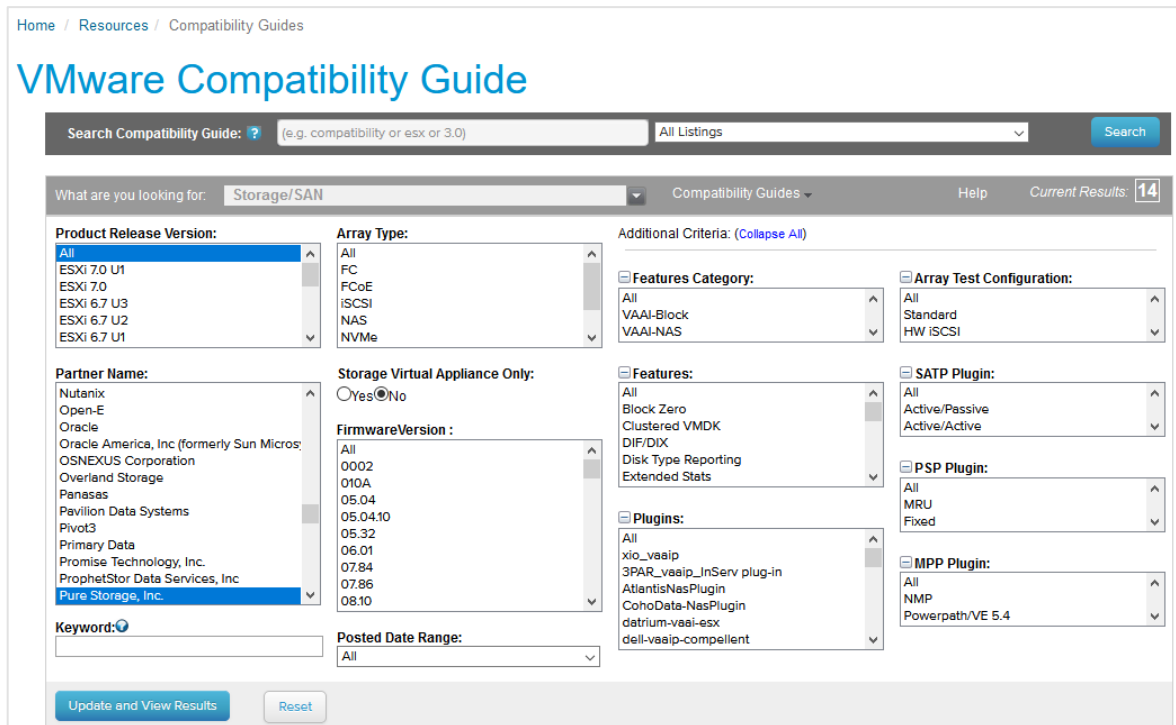 Home / Resources / Compatibility Guides
VMware Compatibility Guide
Search Compatibility Guide: ? (e.g. compatibility or esx or 3.0) All Listings Search
What are you looking for: Storage/SAN Compatibility Guides Help Current Results: 14
Product Release Version:
All
ESXi 7.0 U1
ESXi 7.0
ESXi 6.7 U3
ESXi 6.7 U2
ESXi 6.7 U1
Partner Name:
Nutanix
Open-E
Oracle
Oracle America, Inc (formerly Sun Micros
OSNEXUS Corporation
Overland Storage
Panasas
Pavilion Data Systems
Pivot3
Primary Data
Promise Technology, Inc.
ProphetStor Data Services, Inc
Pure Storage, Inc.
Keyword:?
Array Type:
All
FC
FCoE
iSCSI
NAS
NVMe
Storage Virtual Appliance Only:
Yes No
FirmwareVersion :
All
0002
010A
05.04
05.04.10
05.32
06.01
07.84
07.86
08.10
Posted Date Range:
All
Additional Criteria: (Collapse All)
Features Category:
All
VAAI-Block
VAAI-NAS
Features:
All
Block Zero
Clustered VMDK
DIF/DIX
Disk Type Reporting
Extended Stats
Plugins:
All
xio_vaaip
3PAR_vaaip_InServ plug-in
AtlantisNasPlugin
CohoData-NasPlugin
datrium-vaai-esx
dell-vaaip-compellent
Array Test Configuration:
All
Standard
HW iSCSI
SATP Plugin:
All
Active/Passive
Active/Active
PSP Plugin:
All
MRU
Fixed
MPP Plugin:
All
NMP
Powerpath/VE 5.4
Update and View Results Reset